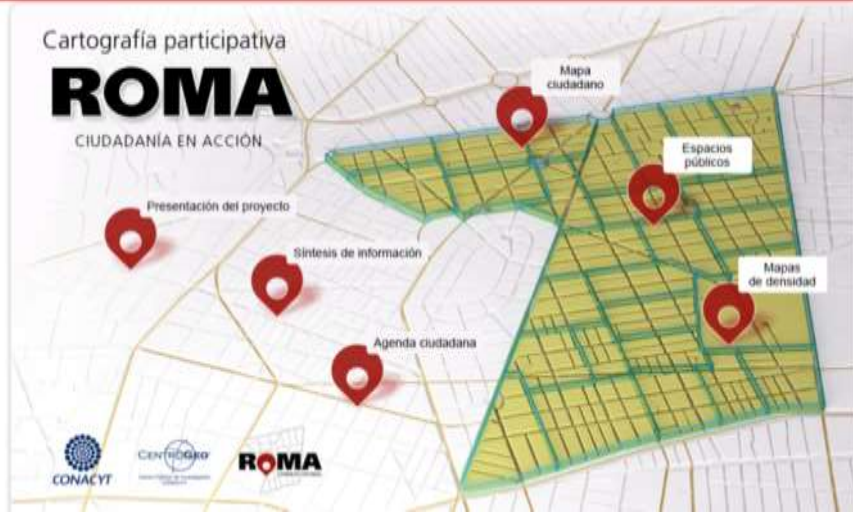 Cartografía participativa
ROMA
CIUDADANÍA EN ACCIÓN
Mapa
ciudadano
Espacios
públicos
Presentación del proyecto
Síntesis de información
Mapas
de densidad
Agenda ciudadana
CONACYT
CENTROGEO
ROMA